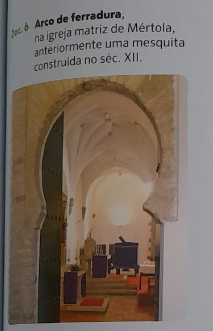 Doc. 6 Arco de ferradura,
na igreja matriz de Mértola,
anteriormente uma mesquita
construída no séc. XII.